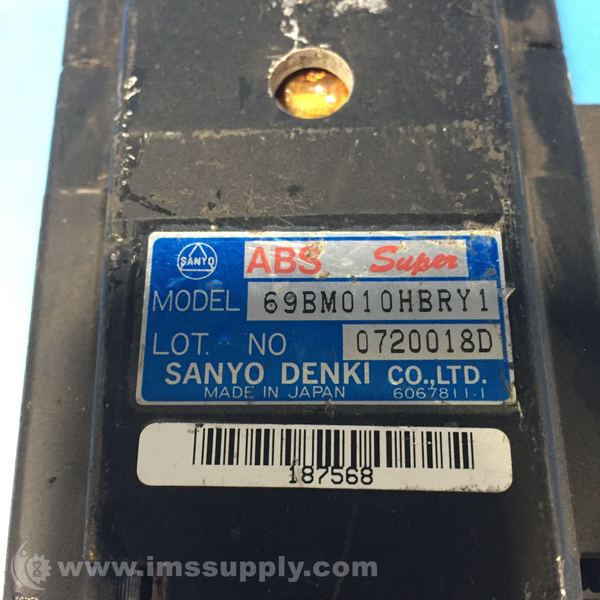 SANYO
ABS Super
MODEL 69BM010HBRY1
LOT. NO 0720018D
SANYO DENKI CO.,LTD.
MADE IN JAPAN 6067811-1
187568
www.imssupply.com